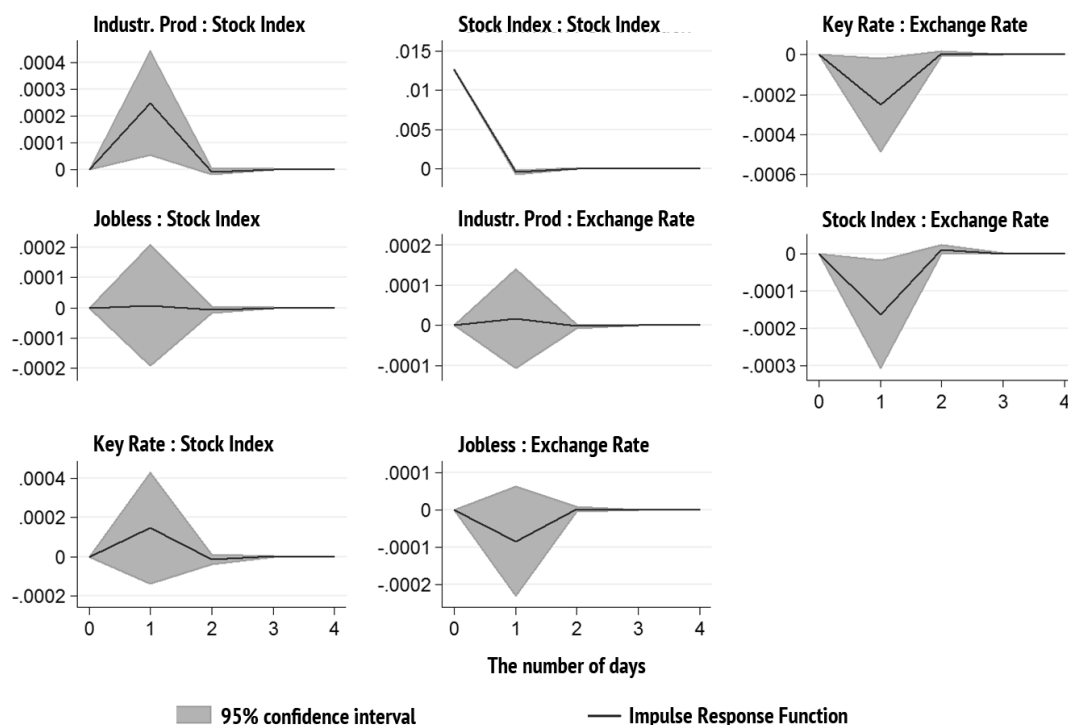 Industr. Prod : Stock Index
.0004
.0003
.0002
.0001
0
Stock Index : Stock Index
.015
.01
.005
0
Key Rate : Exchange Rate
0
-.0002
-.0004
-.0006
Jobless : Stock Index
.0002
.0001
0
-.0001
-.0002
Industr. Prod : Exchange Rate
.0002
.0001
0
-.0001
Stock Index : Exchange Rate
0
-.0001
-.0002
-.0003
0 1 2 3 4
Key Rate : Stock Index
.0004
.0002
0
-.0002
0 1 2 3 4
Jobless : Exchange Rate
.0001
0
-.0001
-.0002
0 1 2 3 4
The number of days
95% confidence interval
Impulse Response Function